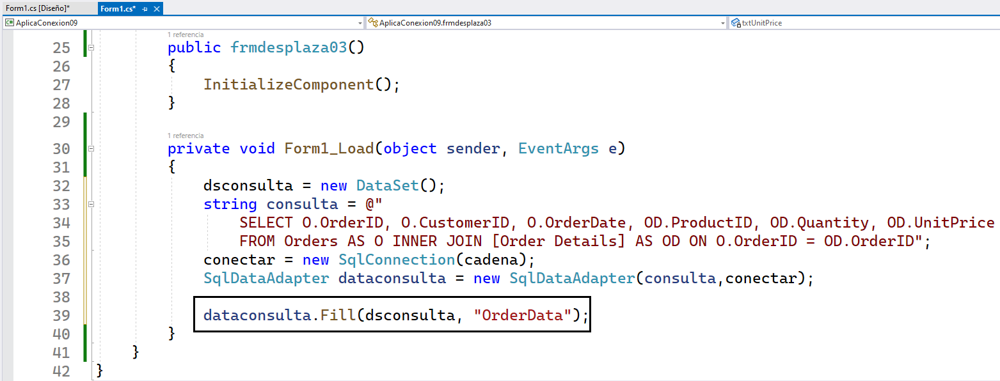 Form1.cs [Diseño]* Form1.cs*
AplicaConexion09 AplicaConexion09.frmdesplaza03 txtUnitPrice
1 referencia
25 public frmdesplaza03()
26 {
27 InitializeComponent();
28 }
29
1 referencia
30 private void Form1_Load(object sender, EventArgs e)
31 {
32 dsconsulta = new DataSet();
33 string consulta = @"
34 SELECT O.OrderID, O.CustomerID, O.OrderDate, OD.ProductID, OD.Quantity, OD.UnitPrice
35 FROM Orders AS O INNER JOIN [Order Details] AS OD ON O.OrderID = OD.OrderID";
36 conectar = new SqlConnection(cadena);
37 SqlDataAdapter dataconsulta = new SqlDataAdapter(consulta,conectar);
38
39 dataconsulta.Fill(dsconsulta, "OrderData");
40 }
41 }
42 }